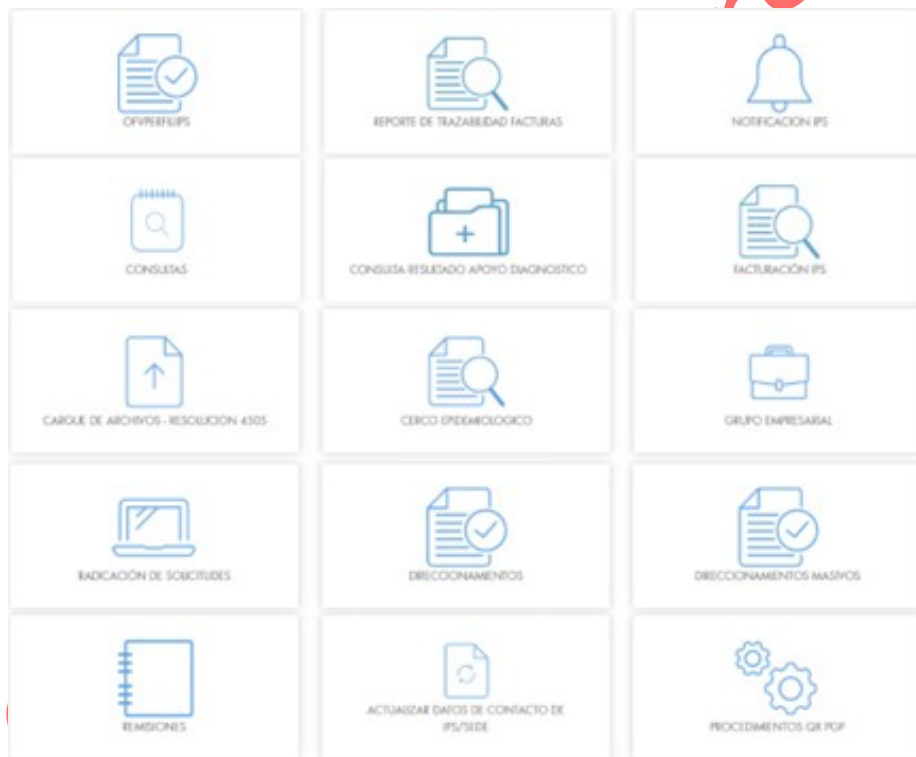 OFVPERFILIPS
REPORTE DE TRAZABILIDAD FACTURAS
NOTIFICACION IPS
CONSULTAS
CONSULTA RESULTADO APOYO DIAGNOSTICO
FACTURACIÓN IPS
CARGUE DE ARCHIVOS - RESOLUCION 4505
CERCO EPIDEMIOLOGICO
GRUPO EMPRESARIAL
RADICACIÓN DE SOLICITUDES
DIRECCIONAMIENTOS
DIRECCIONAMIENTOS MASIVOS
REMISIONES
ACTUALIZAR DATOS DE CONTACTO DE
IPS/SEDE
PROCEDIMIENTOS QX PGP